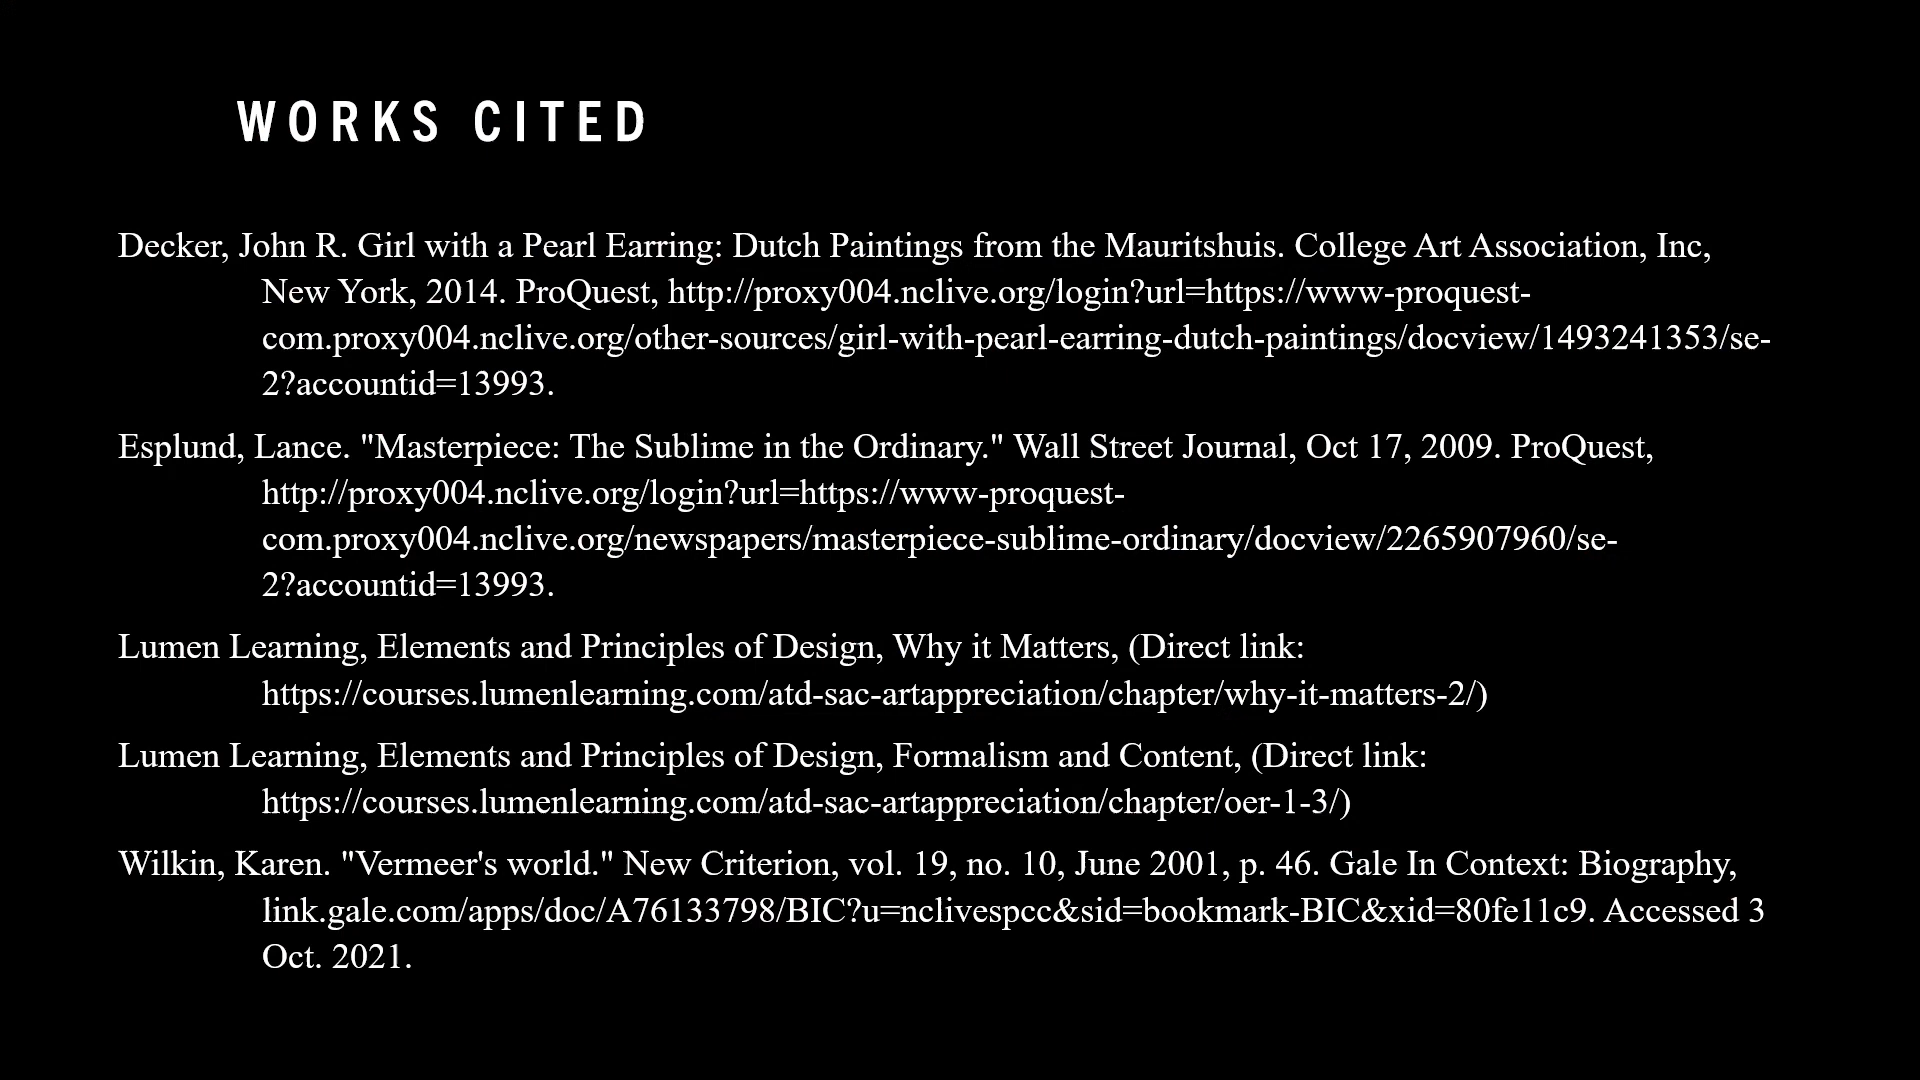 WORKS CITED
Decker, John R. Girl with a Pearl Earring: Dutch Paintings from the Mauritshuis. College Art Association, Inc,
New York, 2014. ProQuest, http://proxy004.nclive.org/login?url=https://www-proquest-
com.proxy004.nclive.org/other-sources/girl-with-pearl-earring-dutch-paintings/docview/1493241353/se-
2?accountid=13993.
Esplund, Lance. "Masterpiece: The Sublime in the Ordinary." Wall Street Journal, Oct 17, 2009. ProQuest,
http://proxy004.nclive.org/login?url=https://www-proquest-
com.proxy004.nclive.org/newspapers/masterpiece-sublime-ordinary/docview/2265907960/se-
2?accountid=13993.
Lumen Learning, Elements and Principles of Design, Why it Matters, (Direct link:
https://courses.lumenlearning.com/atd-sac-artappreciation/chapter/why-it-matters-2/)
Lumen Learning, Elements and Principles of Design, Formalism and Content, (Direct link:
https://courses.lumenlearning.com/atd-sac-artappreciation/chapter/oer-1-3/)
Wilkin, Karen. "Vermeer's world." New Criterion, vol. 19, no. 10, June 2001, p. 46. Gale In Context: Biography,
link.gale.com/apps/doc/A76133798/BIC?u=nclivespcc&sid=bookmark-BIC&xid=80fe11c9. Accessed 3
Oct. 2021.